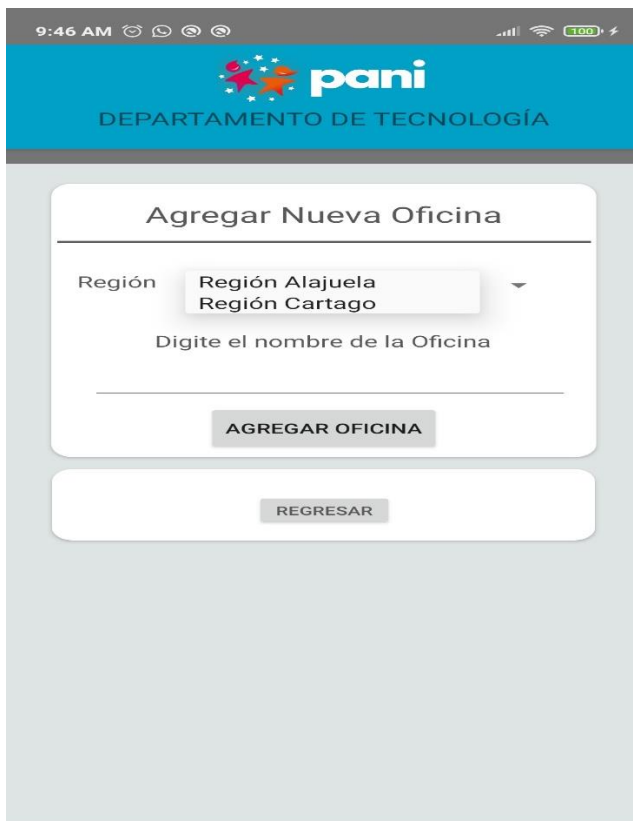 9:46 AM 100
pani
DEPARTAMENTO DE TECNOLOGÍA
Agregar Nueva Oficina
Región
Región Alajuela
Región Cartago
Digite el nombre de la Oficina
AGREGAR OFICINA
REGRESAR